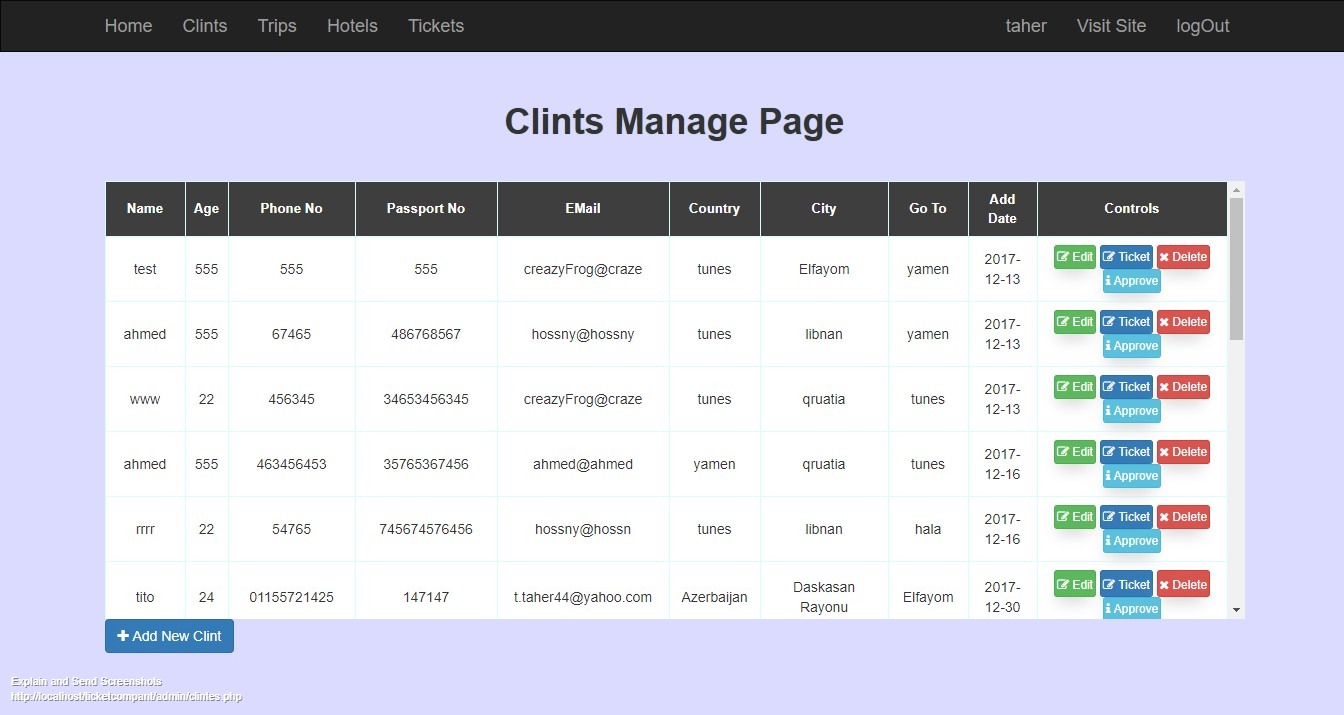 Home Clints Trips Hotels Tickets taher Visit Site logOut
Clints Manage Page
Name Age Phone No Passport No EMail Country City Go To Add Date Controls
test 555 555 555 creazyFrog@craze tunes Elfayom yamen 2017-12-13 Edit Ticket Delete Approve
ahmed 555 67465 486768567 hossny@hossny tunes libnan yamen 2017-12-13 Edit Ticket Delete Approve
www 22 456345 34653456345 creazyFrog@craze tunes qruatia tunes 2017-12-13 Edit Ticket Delete Approve
ahmed 555 463456453 35765367456 ahmed@ahmed yamen qruatia tunes 2017-12-16 Edit Ticket Delete Approve
rrrr 22 54765 745674576456 hossny@hossn tunes libnan hala 2017-12-16 Edit Ticket Delete Approve
tito 24 01155721425 147147 t.taher44@yahoo.com Azerbaijan Daskasan Rayonu Elfayom 2017-12-30 Edit Ticket Delete Approve
Add New Clint
Explain and Send Screenshots
http://localhost/ticketcompant/admin/clintes.php